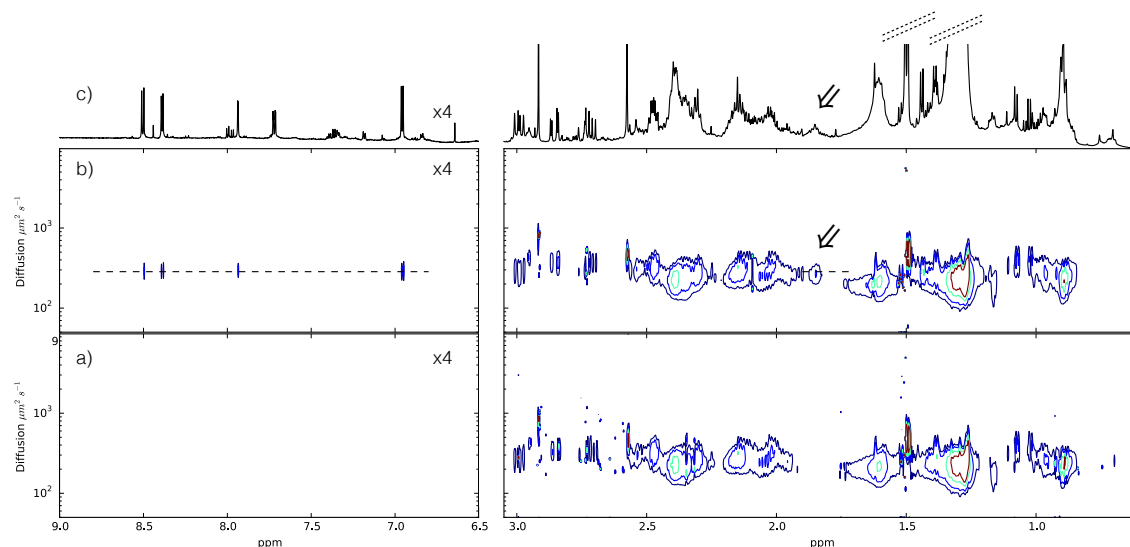 c)
x4
b)
x4
Diffusion μm² s⁻¹
10³
10²
a)
x4
9
Diffusion μm² s⁻¹
10³
10²
9.0 8.5 8.0 7.5 7.0 6.5 3.0 2.5 2.0 1.5 1.0
ppm ppm